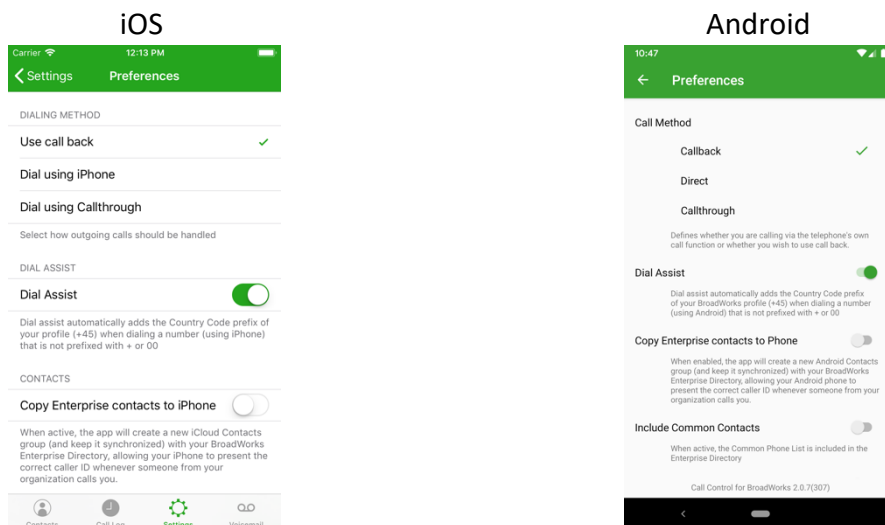 iOS
Carrier 12:13 PM
Settings Preferences
DIALING METHOD
Use call back
Dial using iPhone
Dial using Callthrough
Select how outgoing calls should be handled
DIAL ASSIST
Dial Assist
Dial assist automatically adds the Country Code prefix of
your profile (+45) when dialing a number (using iPhone)
that is not prefixed with + or 00
CONTACTS
Copy Enterprise contacts to iPhone
When active, the app will create a new iCloud Contacts
group (and keep it synchronized) with your BroadWorks
Enterprise Directory, allowing your iPhone to present the
correct caller ID whenever someone from your
organization calls you.
Contacts Call Log Settings Voicemail
Android
10:47
Preferences
Call Method
Callback
Direct
Callthrough
Defines whether you are calling via the telephone's own
call function or whether you wish to use call back.
Dial Assist
Dial assist automatically adds the Country Code prefix
of your BroadWorks profile (+45) when dialing a number
(using Android) that is not prefixed with + or 00
Copy Enterprise contacts to Phone
When enabled, the app will create a new Android Contacts
group (and keep it synchronized) with your BroadWorks
Enterprise Directory, allowing your Android phone to
present the correct caller ID whenever someone from your
organization calls you.
Include Common Contacts
When active, the Common Phone List is included in the
Enterprise Directory
Call Control for BroadWorks 2.0.7(307)